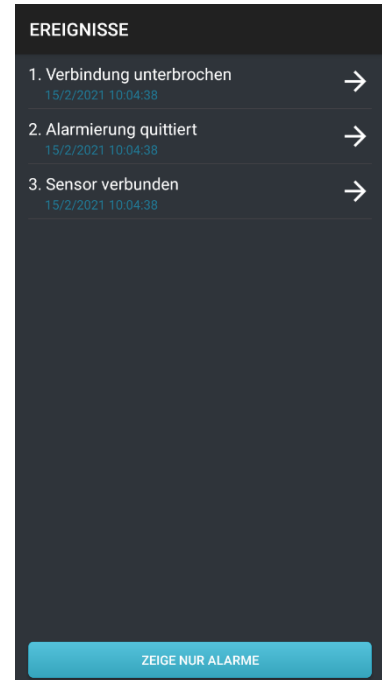 EREIGNISSE
1. Verbindung unterbrochen
15/2/2021 10:04:38
2. Alarmierung quittiert
15/2/2021 10:04:38
3. Sensor verbunden
15/2/2021 10:04:38
ZEIGE NUR ALARME